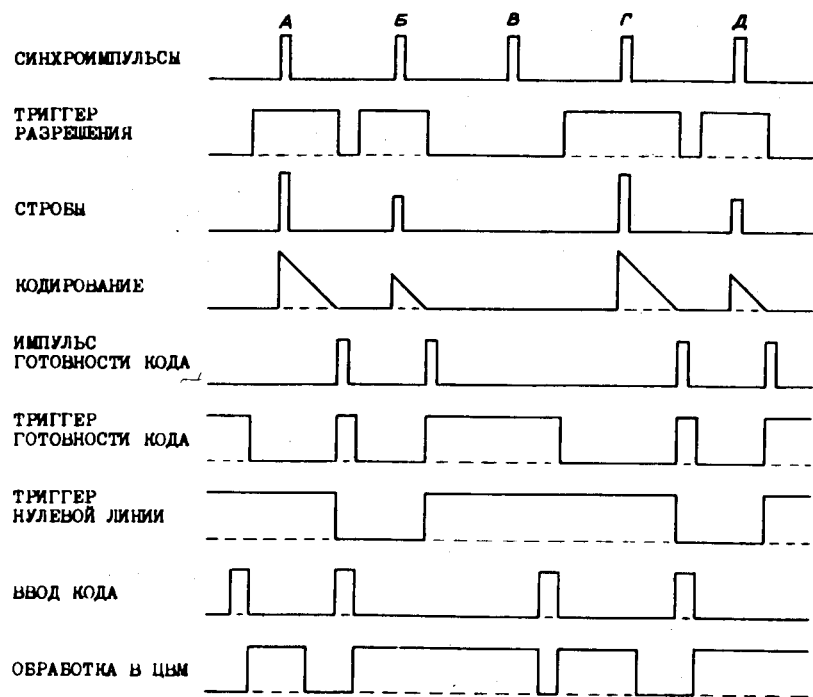 А Б В Г Д
СИНХРОИМПУЛЬСЫ
ТРИГГЕР
РАЗРЕШЕНИЯ
СТРОБЫ
КОДИРОВАНИЕ
ИМПУЛЬС
ГОТОВНОСТИ КОДА
ТРИГГЕР
ГОТОВНОСТИ КОДА
ТРИГГЕР
НУЛЕВОЙ ЛИНИИ
ВВОД КОДА
ОБРАБОТКА В ЦВМ